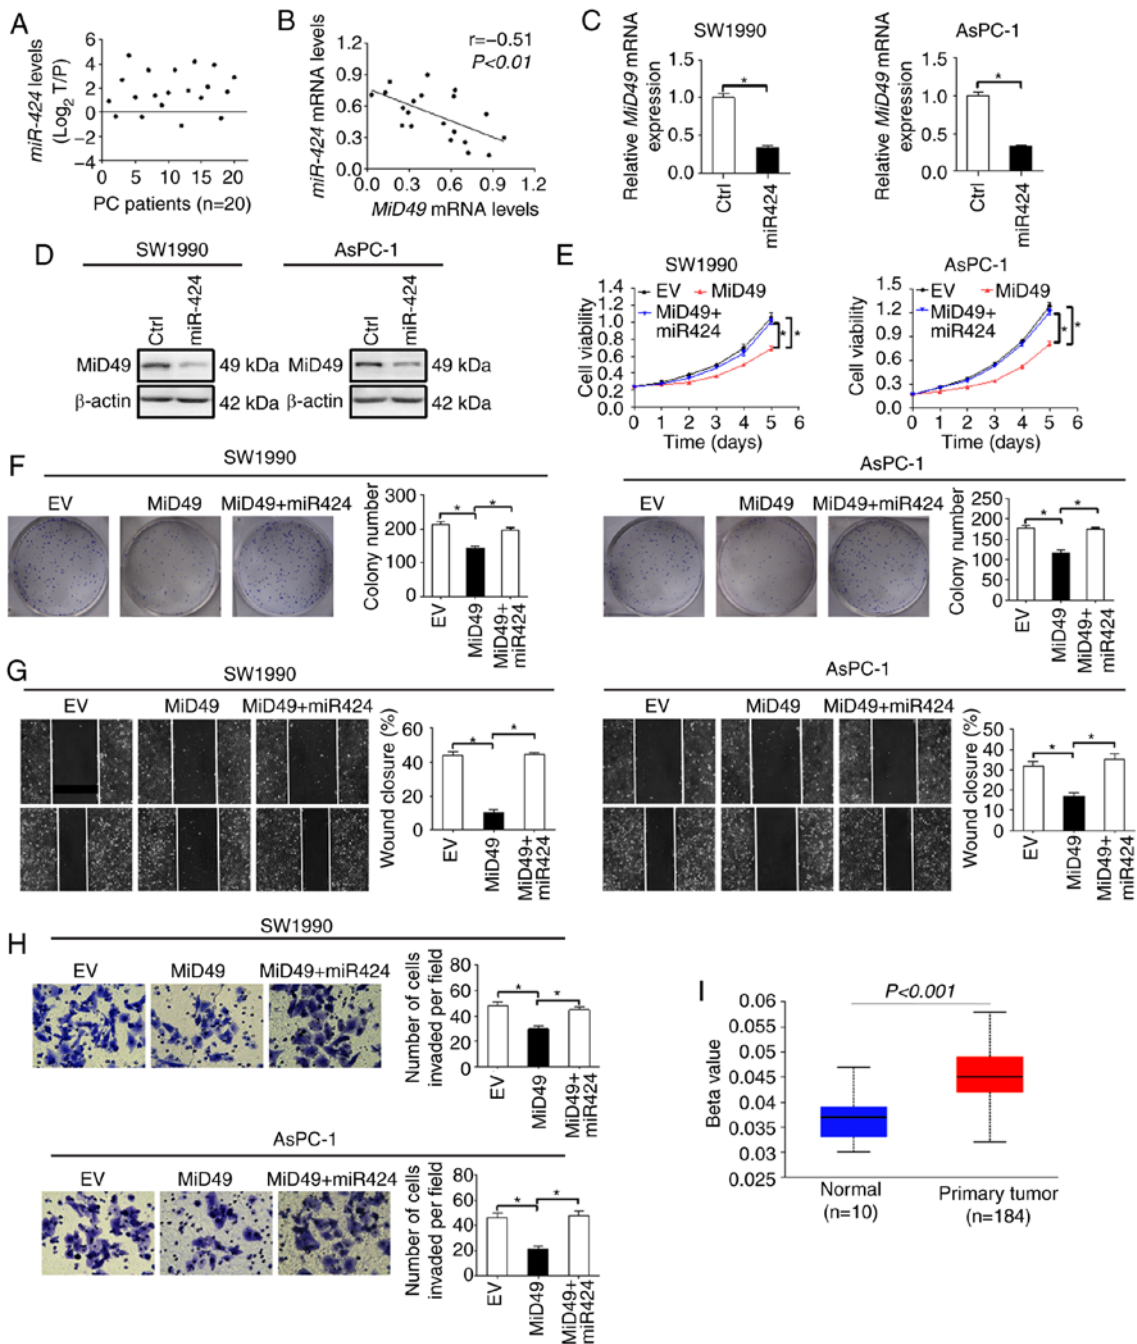 A
miR-424 levels
(Log2 T/P)
6
4
2
0
−2
−4
0 5 10 15 20
PC patients (n=20)
B
miR-424 mRNA levels
1.2
0.9
0.6
0.3
0.0
r=−0.51
P<0.01
0.0 0.3 0.6 0.9 1.2
MiD49 mRNA levels
C
SW1990
Relative MiD49 mRNA
expression
1.5
1.0
0.5
0.0
*
Ctrl
miR424
AsPC-1
Relative MiD49 mRNA
expression
1.5
1.0
0.5
0.0
*
Ctrl
miR424
D
SW1990
Ctrl
miR-424
MiD49 49 kDa
β-actin 42 kDa
AsPC-1
Ctrl
miR-424
MiD49 49 kDa
β-actin 42 kDa
E
SW1990
EV MiD49
MiD49+
miR424
Cell viability
1.4
1.2
1.0
0.8
0.6
0.4
0.2
0.0
* *
0 1 2 3 4 5 6
Time (days)
AsPC-1
EV MiD49
MiD49+
miR424
Cell viability
1.5
1.2
0.9
0.6
0.3
0.0
* *
0 1 2 3 4 5 6
Time (days)
F
SW1990
EV MiD49 MiD49+miR424
Colony number
300
200
100
0
* *
EV
MiD49
MiD49+
miR424
AsPC-1
EV MiD49 MiD49+miR424
Colony number
250
200
150
100
50
0
* *
EV
MiD49
MiD49+
miR424
G
SW1990
EV MiD49 MiD49+miR424
Wound closure (%)
60
40
20
0
* *
EV
MiD49
MiD49+
miR424
AsPC-1
EV MiD49 MiD49+miR424
Wound closure (%)
50
40
30
20
10
0
* *
EV
MiD49
MiD49+
miR424
H
SW1990
EV MiD49 MiD49+miR424
Number of cells
invaded per field
80
60
40
20
0
* *
EV
MiD49
MiD49+
miR424
AsPC-1
EV MiD49 MiD49+miR424
Number of cells
invaded per field
80
60
40
20
0
* *
EV
MiD49
MiD49+
miR424
I
P<0.001
Beta value
0.06
0.055
0.05
0.045
0.04
0.035
0.03
0.025
Normal
(n=10)
Primary tumor
(n=184)